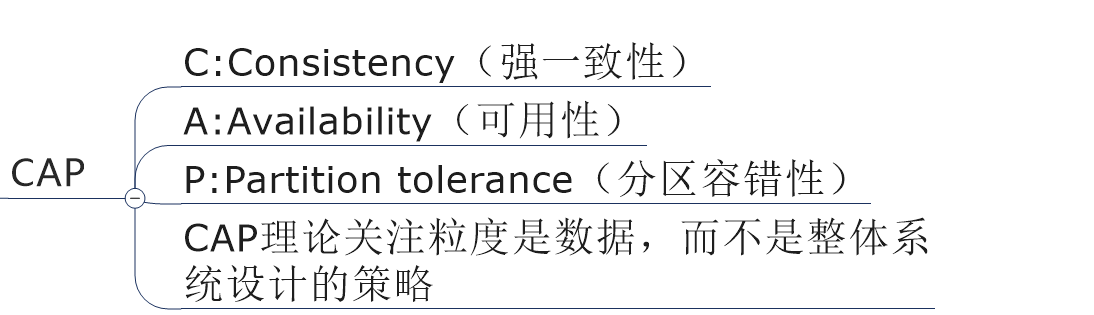 C:Consistency（强一致性）
A:Availability（可用性）
CAP
P:Partition tolerance（分区容错性）
CAP理论关注粒度是数据，而不是整体系
统设计的策略